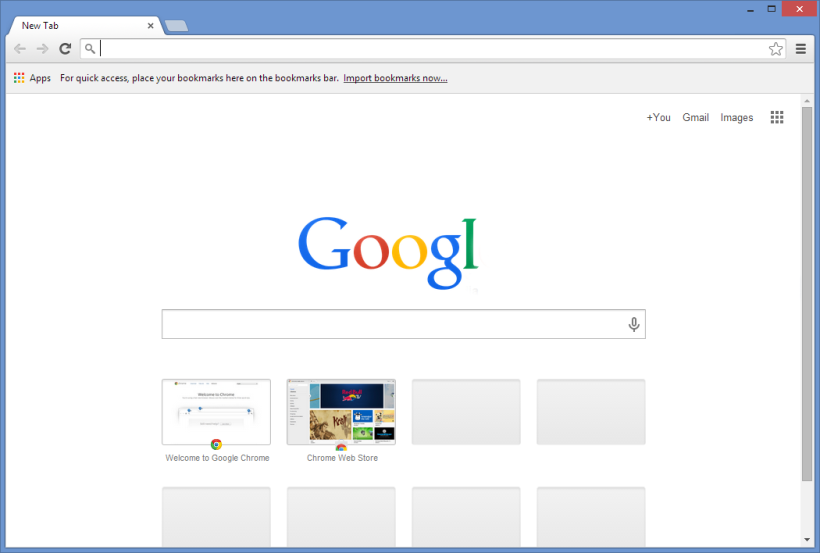 New Tab
Apps For quick access, place your bookmarks here on the bookmarks bar. Import bookmarks now...
+You Gmail Images
Googl
Welcome to Google Chrome Chrome Web Store